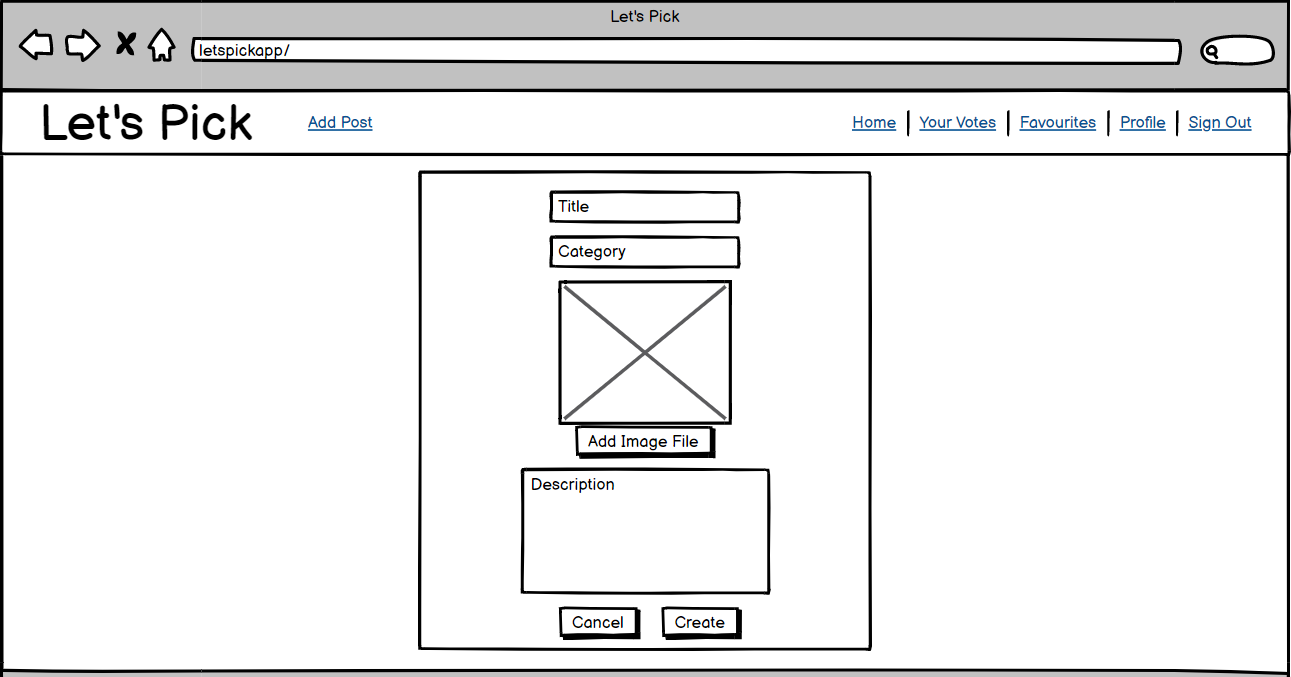 Let's Pick
letspickapp/
Let's Pick Add Post Home Your Votes Favourites Profile Sign Out
Title
Category
Add Image File
Description
Cancel Create